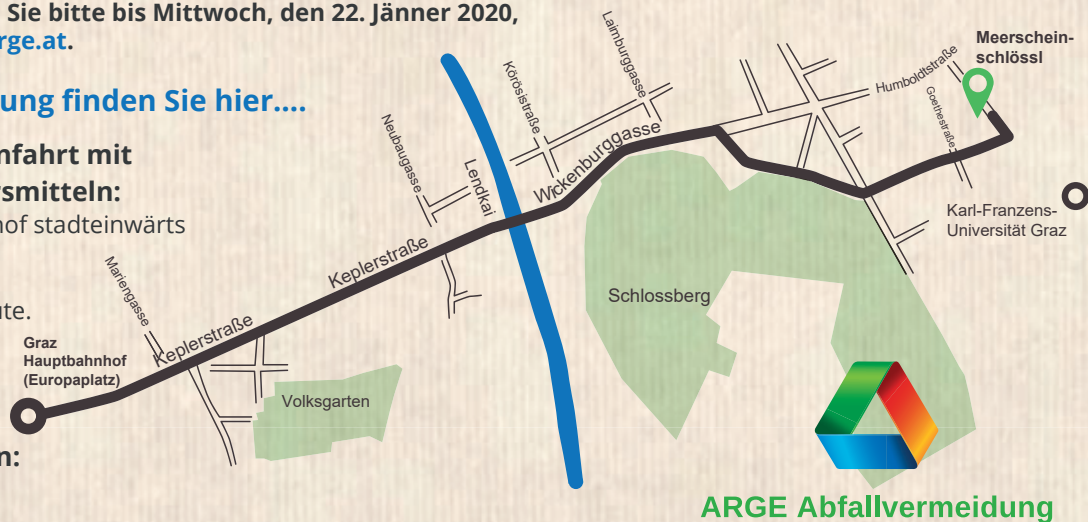 Sie bitte bis Mittwoch, den 22. Jänner 2020,
rge.at.
ung finden Sie hier....
nfahrt mit
rsmitteln:
hof stadteinwärts
te.
n:
Graz
Hauptbahnhof
(Europaplatz)
Mariengasse
Keplerstraße
Keplerstraße
Volksgarten
Neubaugasse
Lendkai
Körösistraße
Wickenburggasse
Laimburggasse
Schlossberg
Humboldtstraße
Goethestraße
Meerschein-
schlössl
Karl-Franzens-
Universität Graz
ARGE Abfallvermeidung